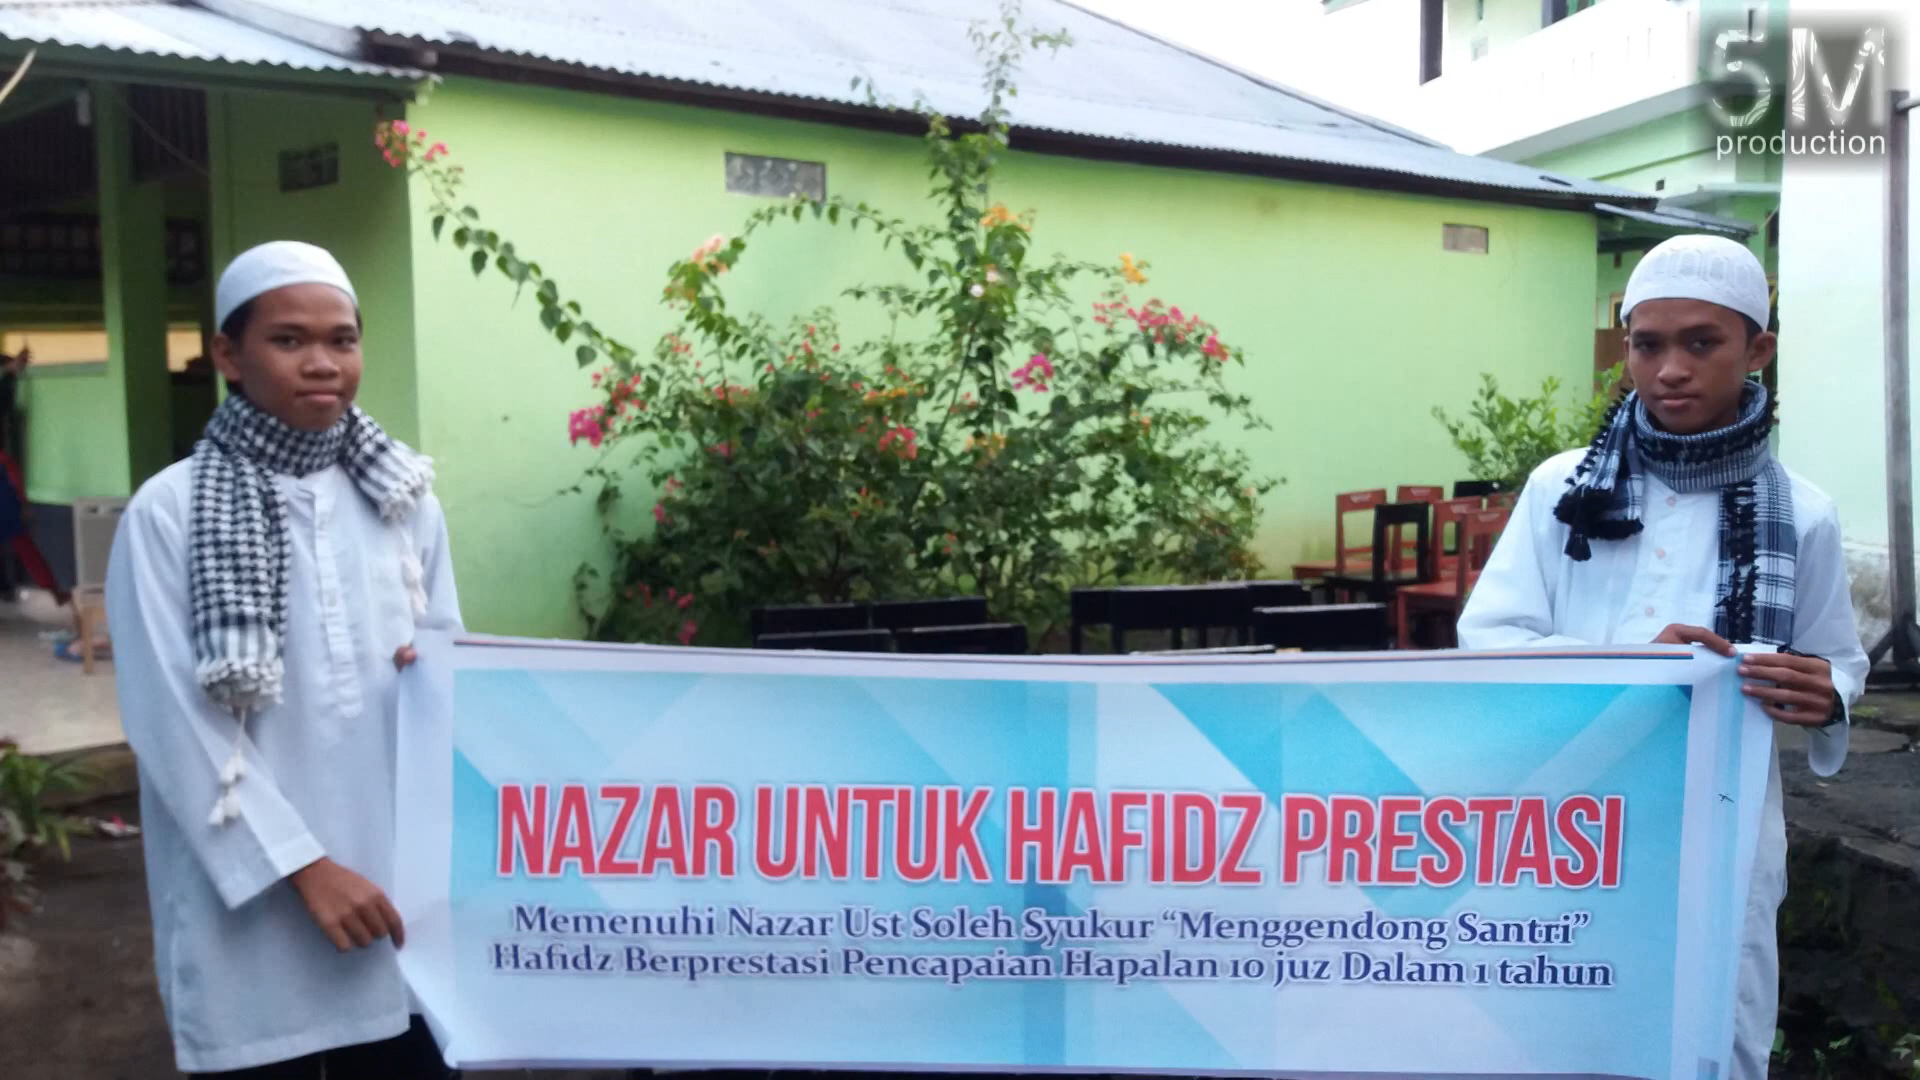 5M
production
NAZAR UNTUK HAFIDZ PRESTASI
Memenuhi Nazar Ust Soleh Syukur “Menggendong Santri”
Hafidz Berprestasi Pencapaian Hapalan 10 juz Dalam 1 tahun